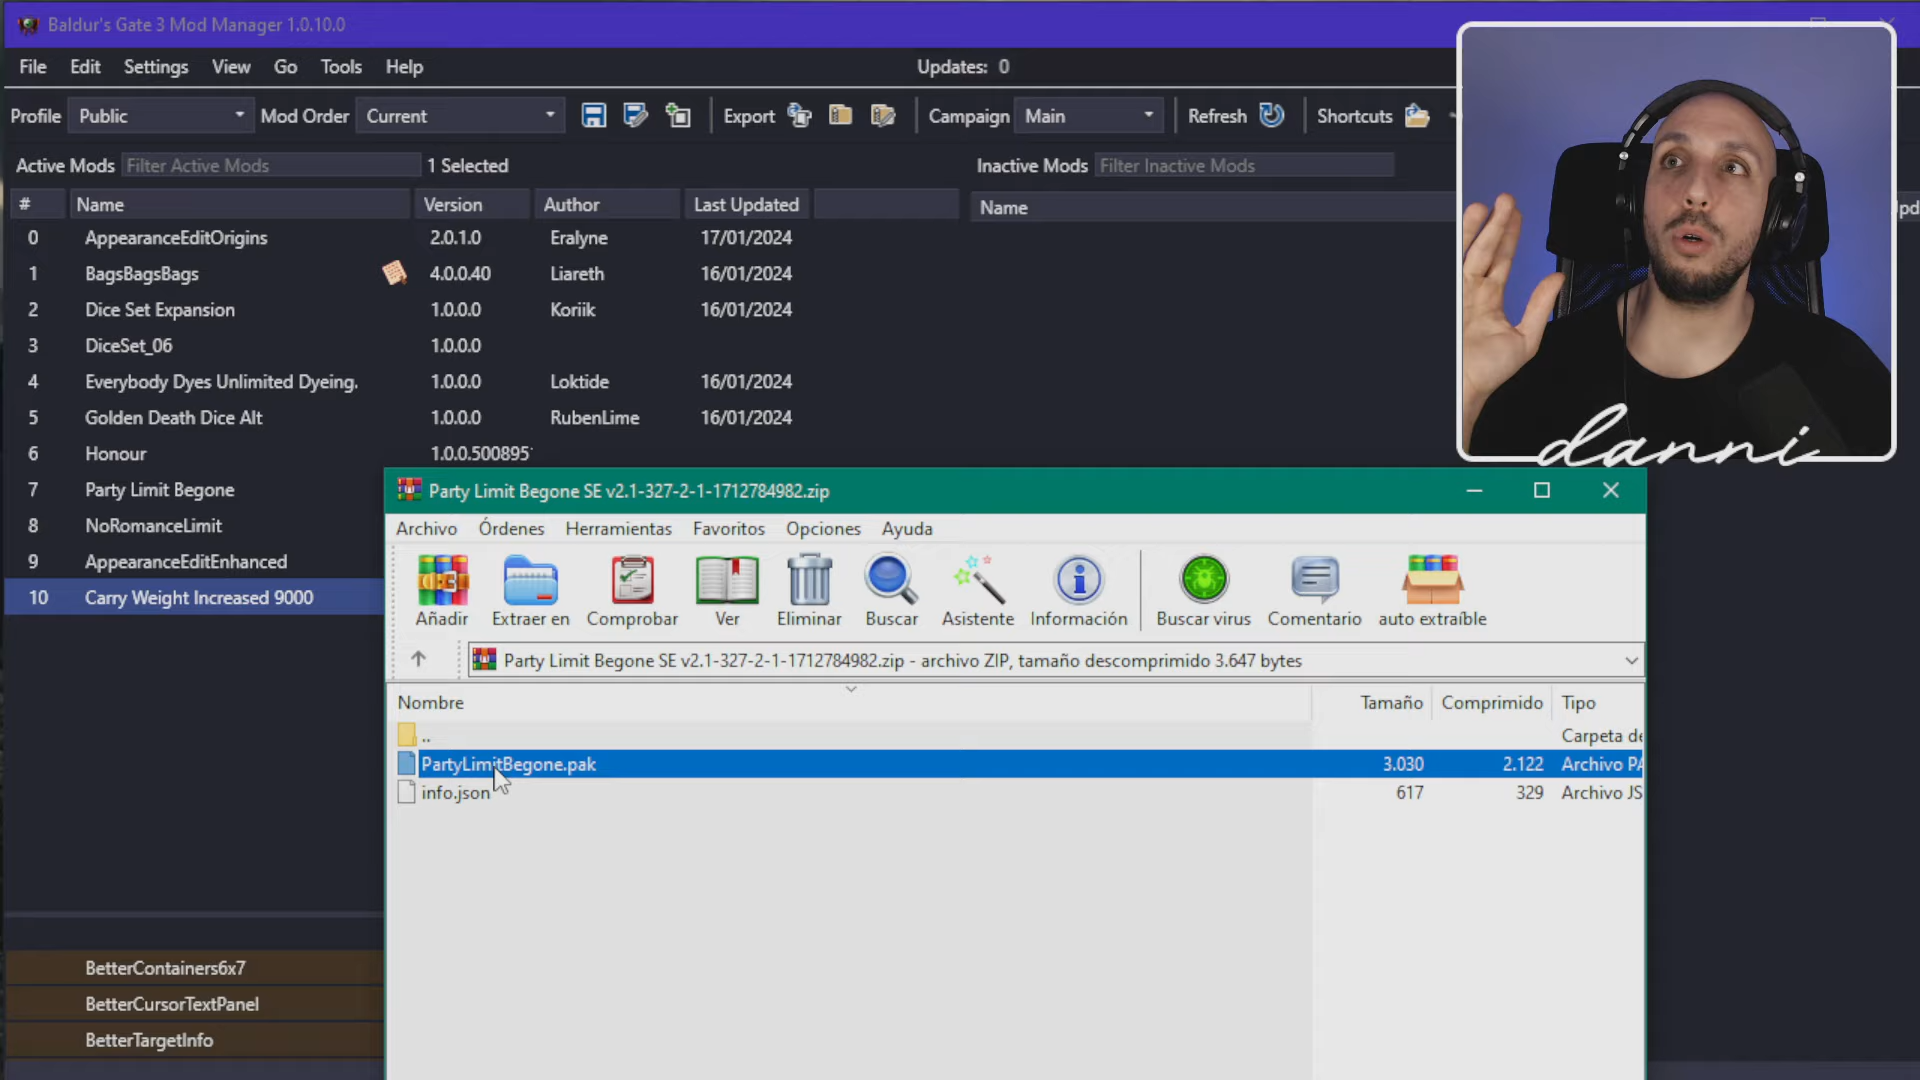 Baldur's Gate 3 Mod Manager 1.0.10.0
File Edit Settings View Go Tools Help Updates: 0
Profile Public Mod Order Current Export Campaign Main Refresh Shortcuts
Active Mods Filter Active Mods 1 Selected Inactive Mods Filter Inactive Mods
# Name Version Author Last Updated Name
0 AppearanceEditOrigins 2.0.1.0 Eralyne 17/01/2024
1 BagsBagsBags 4.0.0.40 Liareth 16/01/2024
2 Dice Set Expansion 1.0.0.0 Koriik 16/01/2024
3 DiceSet_06 1.0.0.0
4 Everybody Dyes Unlimited Dyeing. 1.0.0.0 Loktide 16/01/2024
5 Golden Death Dice Alt 1.0.0.0 RubenLime 16/01/2024
6 Honour 1.0.0.500895
7 Party Limit Begone
8 NoRomanceLimit
9 AppearanceEditEnhanced
10 Carry Weight Increased 9000
BetterContainers6x7
BetterCursorTextPanel
BetterTargetInfo
danni
Party Limit Begone SE v2.1-327-2-1-1712784982.zip
Archivo Órdenes Herramientas Favoritos Opciones Ayuda
Añadir Extraer en Comprobar Ver Eliminar Buscar Asistente Información Buscar virus Comentario auto extraíble
Party Limit Begone SE v2.1-327-2-1-1712784982.zip - archivo ZIP, tamaño descomprimido 3.647 bytes
Nombre Tamaño Comprimido Tipo
.. Carpeta de
PartyLimitBegone.pak 3.030 2.122 Archivo PA
info.json 617 329 Archivo JS